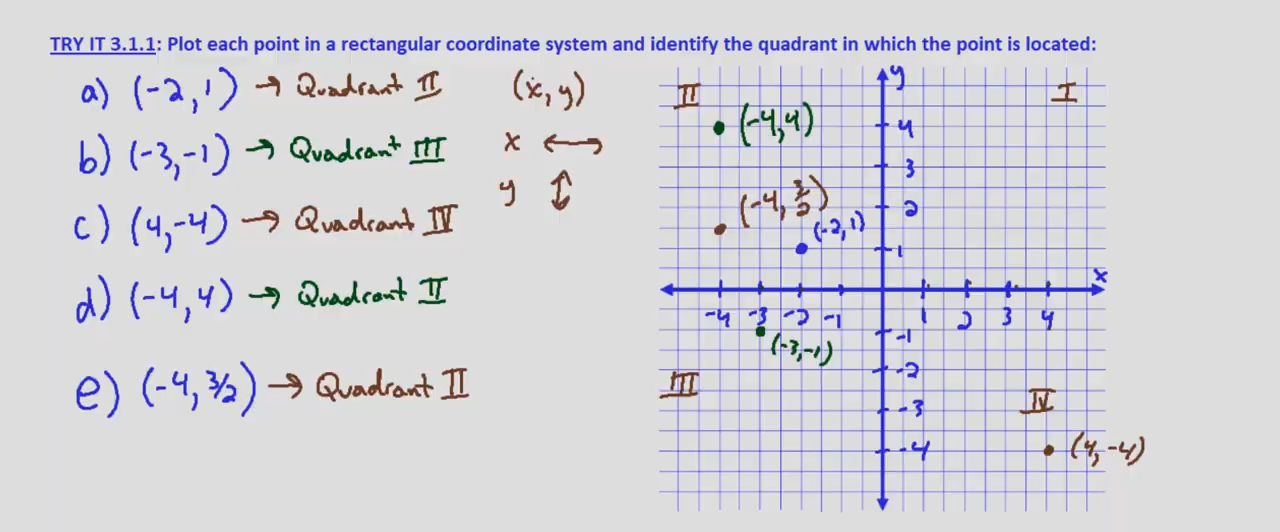 TRY IT 3.1.1: Plot each point in a rectangular coordinate system and identify the quadrant in which the point is located:
a) (-2,1) → Quadrant II
b) (-3,-1) → Quadrant III
c) (4,-4) → Quadrant IV
d) (-4,4) → Quadrant II
e) (-4,3/2) → Quadrant II
(x,y)
x ↔
y ↕
y
II
I
(-4,4)
4
3
(-4,3/2)
2
(-2,1)
1
x
-4 -3 -2 -1 1 2 3 4
-1
(-3,-1)
-2
III
IV
-3
-4
(4,-4)